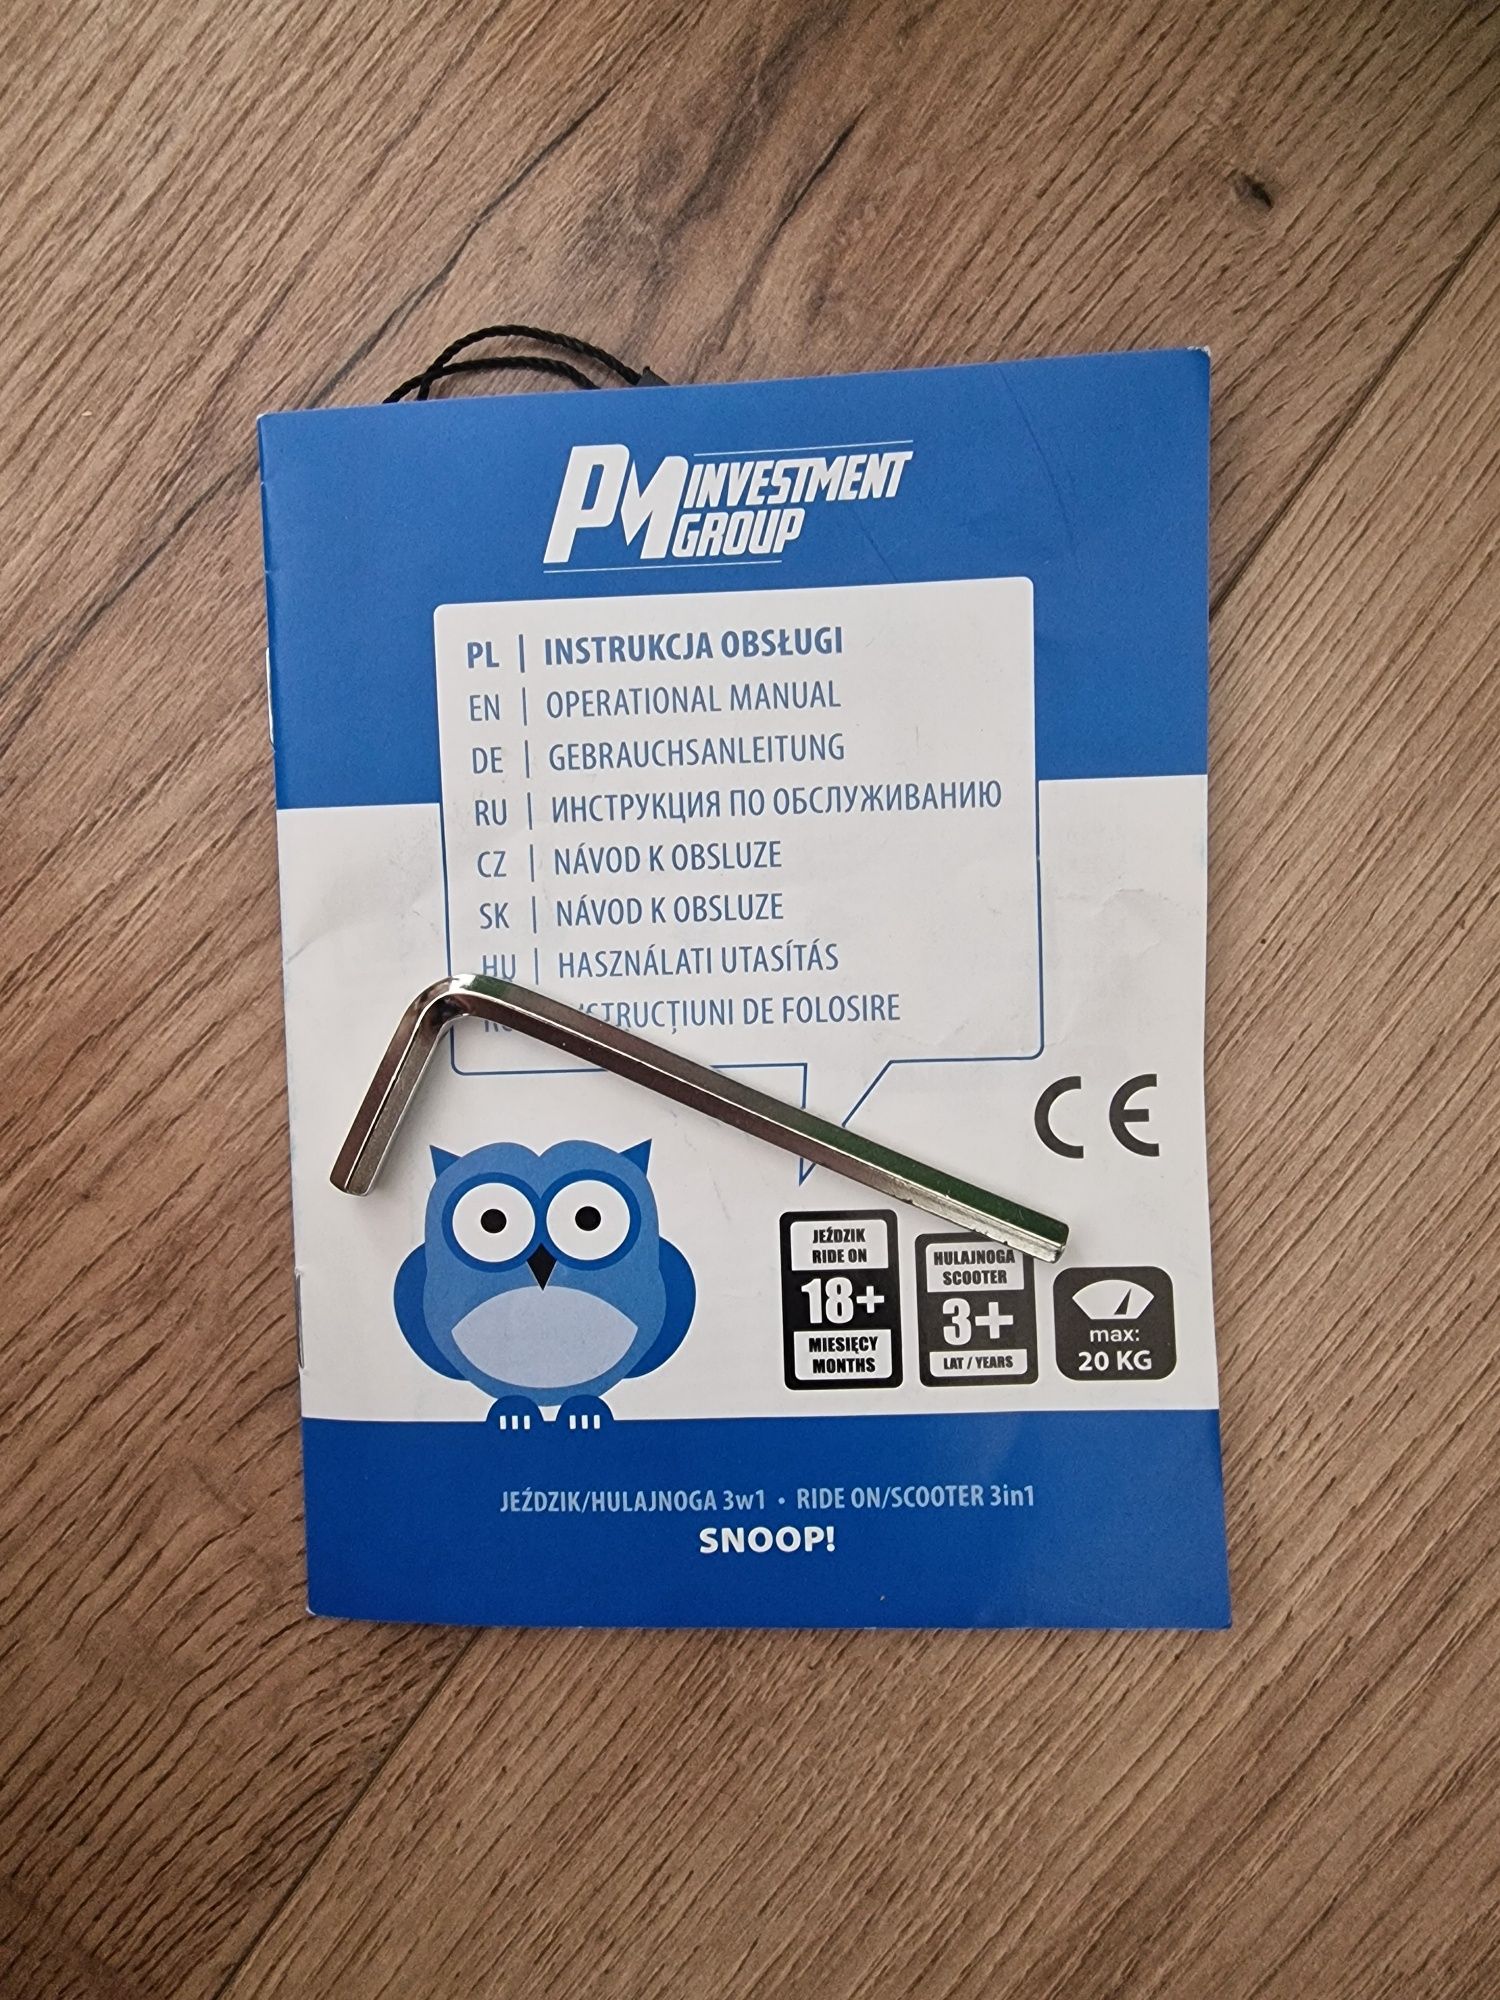 PM INVESTMENT
GROUP
PL | INSTRUKCJA OBSŁUGI
EN | OPERATIONAL MANUAL
DE | GEBRAUCHSANLEITUNG
RU | ИНСТРУКЦИЯ ПО ОБСЛУЖИВАНИЮ
CZ | NÁVOD K OBSLUZE
SK | NÁVOD K OBSLUZE
HU | HASZNÁLATI UTASÍTÁS
DE FOLOSIRE
CE
JEŹDZIK
RIDE ON
18+
MIESIĘCY
MONTHS
HULAJNOGA
SCOOTER
3+
LAT / YEARS
max:
20 KG
JEŹDZIK/HULAJNOGA 3w1 • RIDE ON/SCOOTER 3in1
SNOOP!